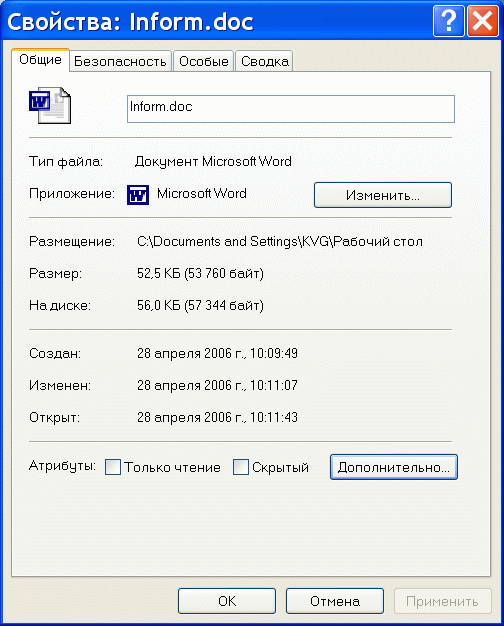 Свойства: Inform.doc
Общие Безопасность Особые Сводка
Inform.doc
Тип файла: Документ Microsoft Word
Приложение: Microsoft Word Изменить...
Размещение: C:\Documents and Settings\KVG\Рабочий стол
Размер: 52,5 КБ (53 760 байт)
На диске: 56,0 КБ (57 344 байт)
Создан: 28 апреля 2006 г., 10:09:49
Изменен: 28 апреля 2006 г., 10:11:07
Открыт: 28 апреля 2006 г., 10:11:43
Атрибуты: Только чтение Скрытый Дополнительно...
OK Отмена Применить